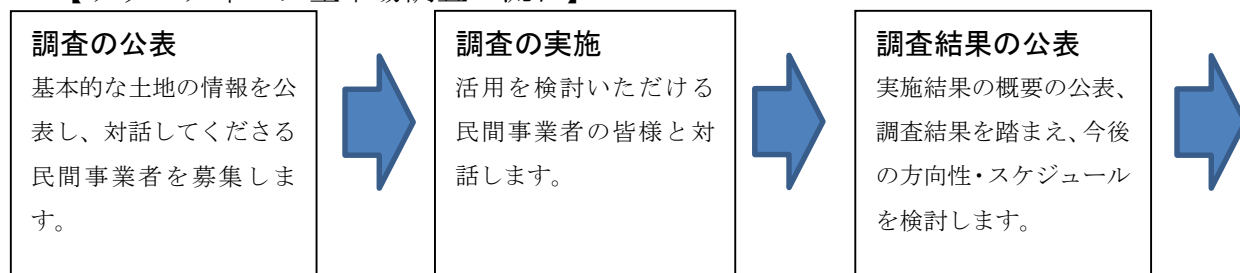 調査の公表
基本的な土地の情報を公
表し、対話してくださる
民間事業者を募集しま
す。
調査の実施
活用を検討いただける
民間事業者の皆様と対
話します。
調査結果の公表
実施結果の概要の公表、
調査結果を踏まえ、今後
の方向性・スケジュール
を検討します。